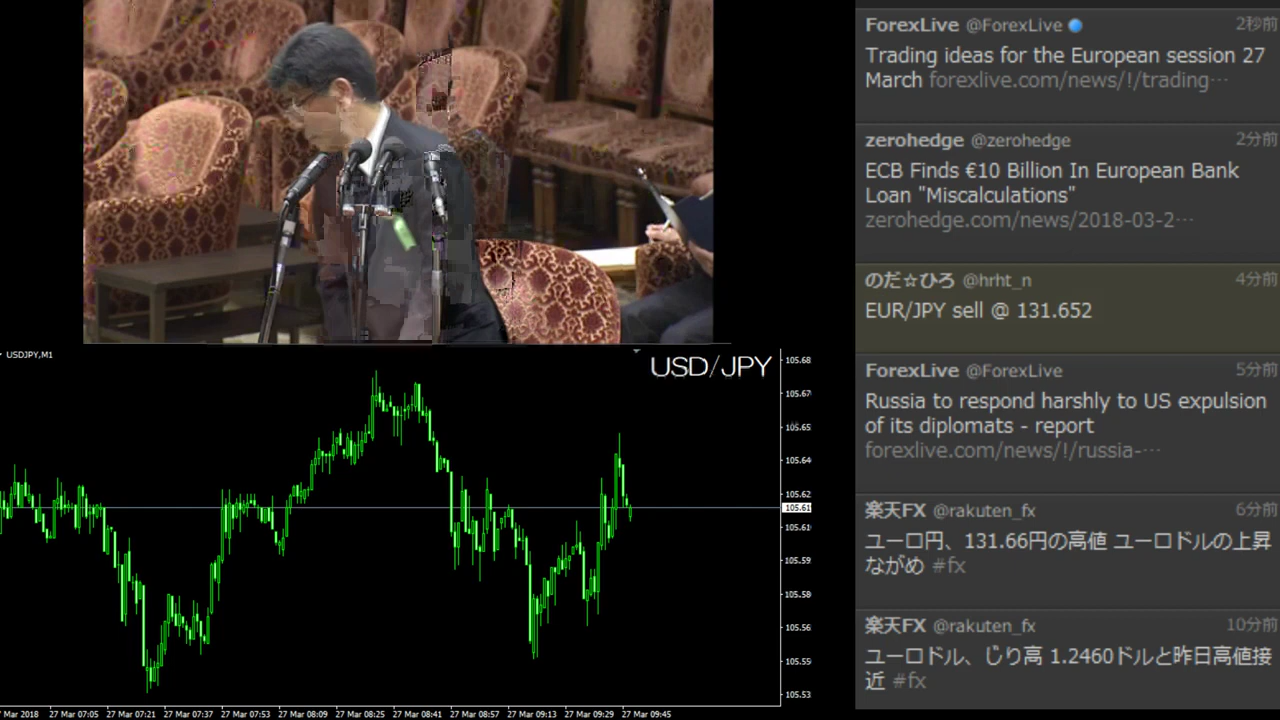 USDJPY,M1
USD/JPY
105.68
105.67
105.65
105.64
105.62
105.61
105.61
105.59
105.58
105.56
105.55
105.53
Mar 2018
27 Mar 07:05
27 Mar 07:21
27 Mar 07:37
27 Mar 07:53
27 Mar 08:09
27 Mar 08:25
27 Mar 08:41
27 Mar 08:57
27 Mar 09:13
27 Mar 09:29
27 Mar 09:45
ForexLive @ForexLive 2秒前
Trading ideas for the European session 27
March forexlive.com/news/!/trading…
zerohedge @zerohedge 2分前
ECB Finds €10 Billion In European Bank
Loan "Miscalculations"
zerohedge.com/news/2018-03-2…
のだ☆ひろ @hrht_n 4分前
EUR/JPY sell @ 131.652
ForexLive @ForexLive 5分前
Russia to respond harshly to US expulsion
of its diplomats - report
forexlive.com/news/!/russia-…
楽天FX @rakuten_fx 6分前
ユーロ円、131.66円の高値 ユーロドルの上昇
ながめ #fx
楽天FX @rakuten_fx 10分前
ユーロドル、じり高 1.2460ドルと昨日高値接
近 #fx